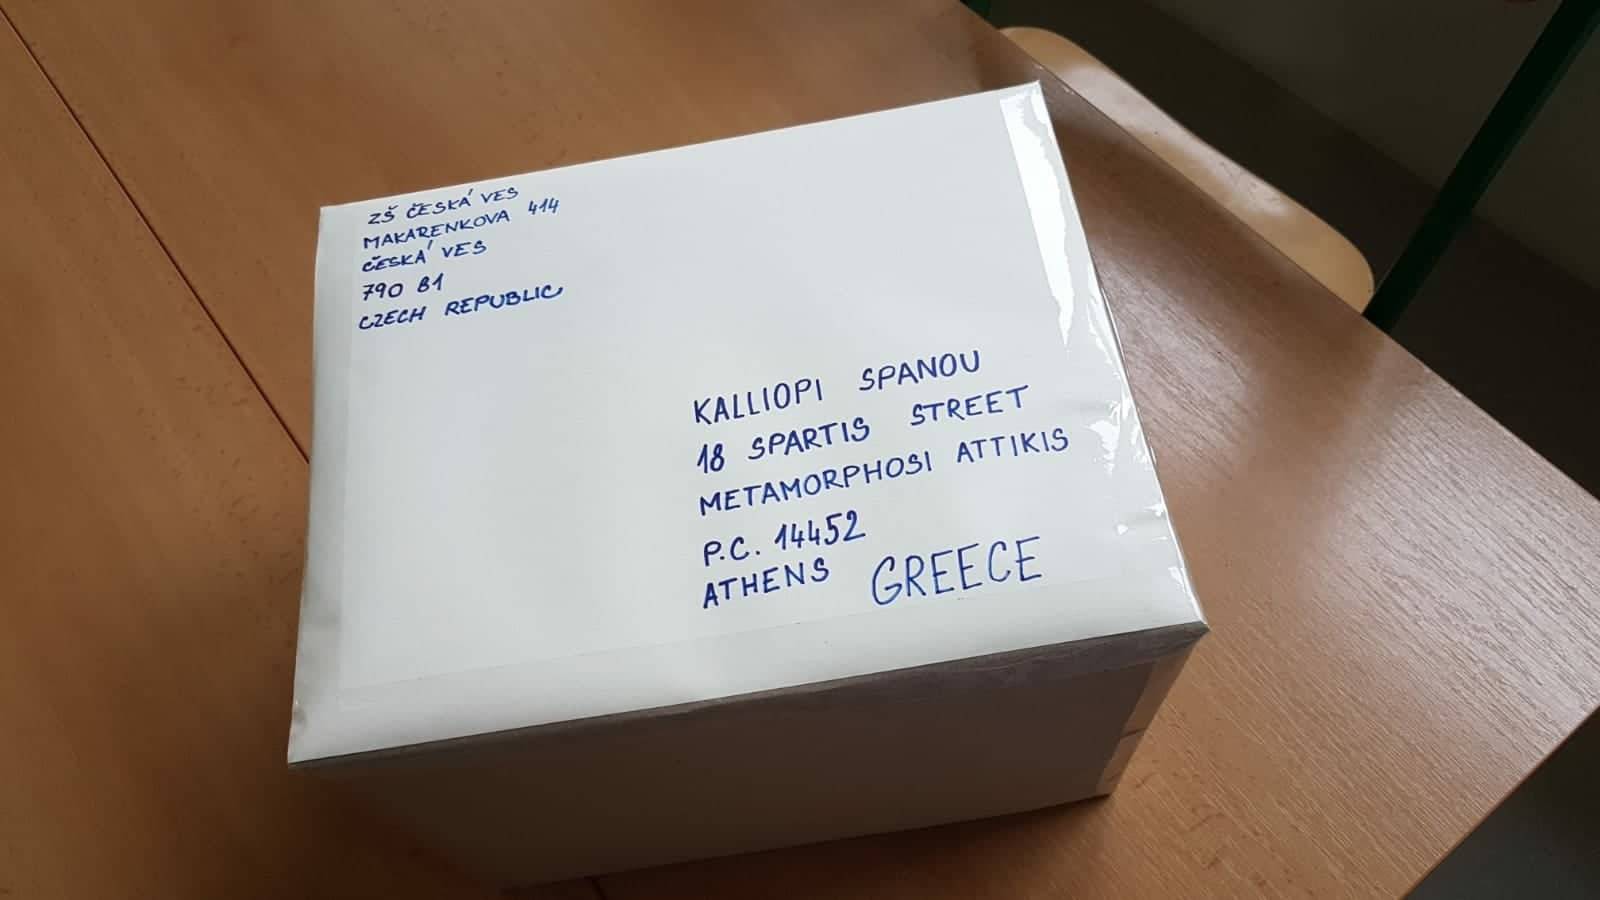 ZŠ ČESKÁ VES
MAKARENKOVA 414
ČESKÁ VES
790 81
CZECH REPUBLIC
KALLIOPI SPANOU
18 SPARTIS STREET
METAMORPHOSI ATTIKIS
P.C. 14452
ATHENS GREECE